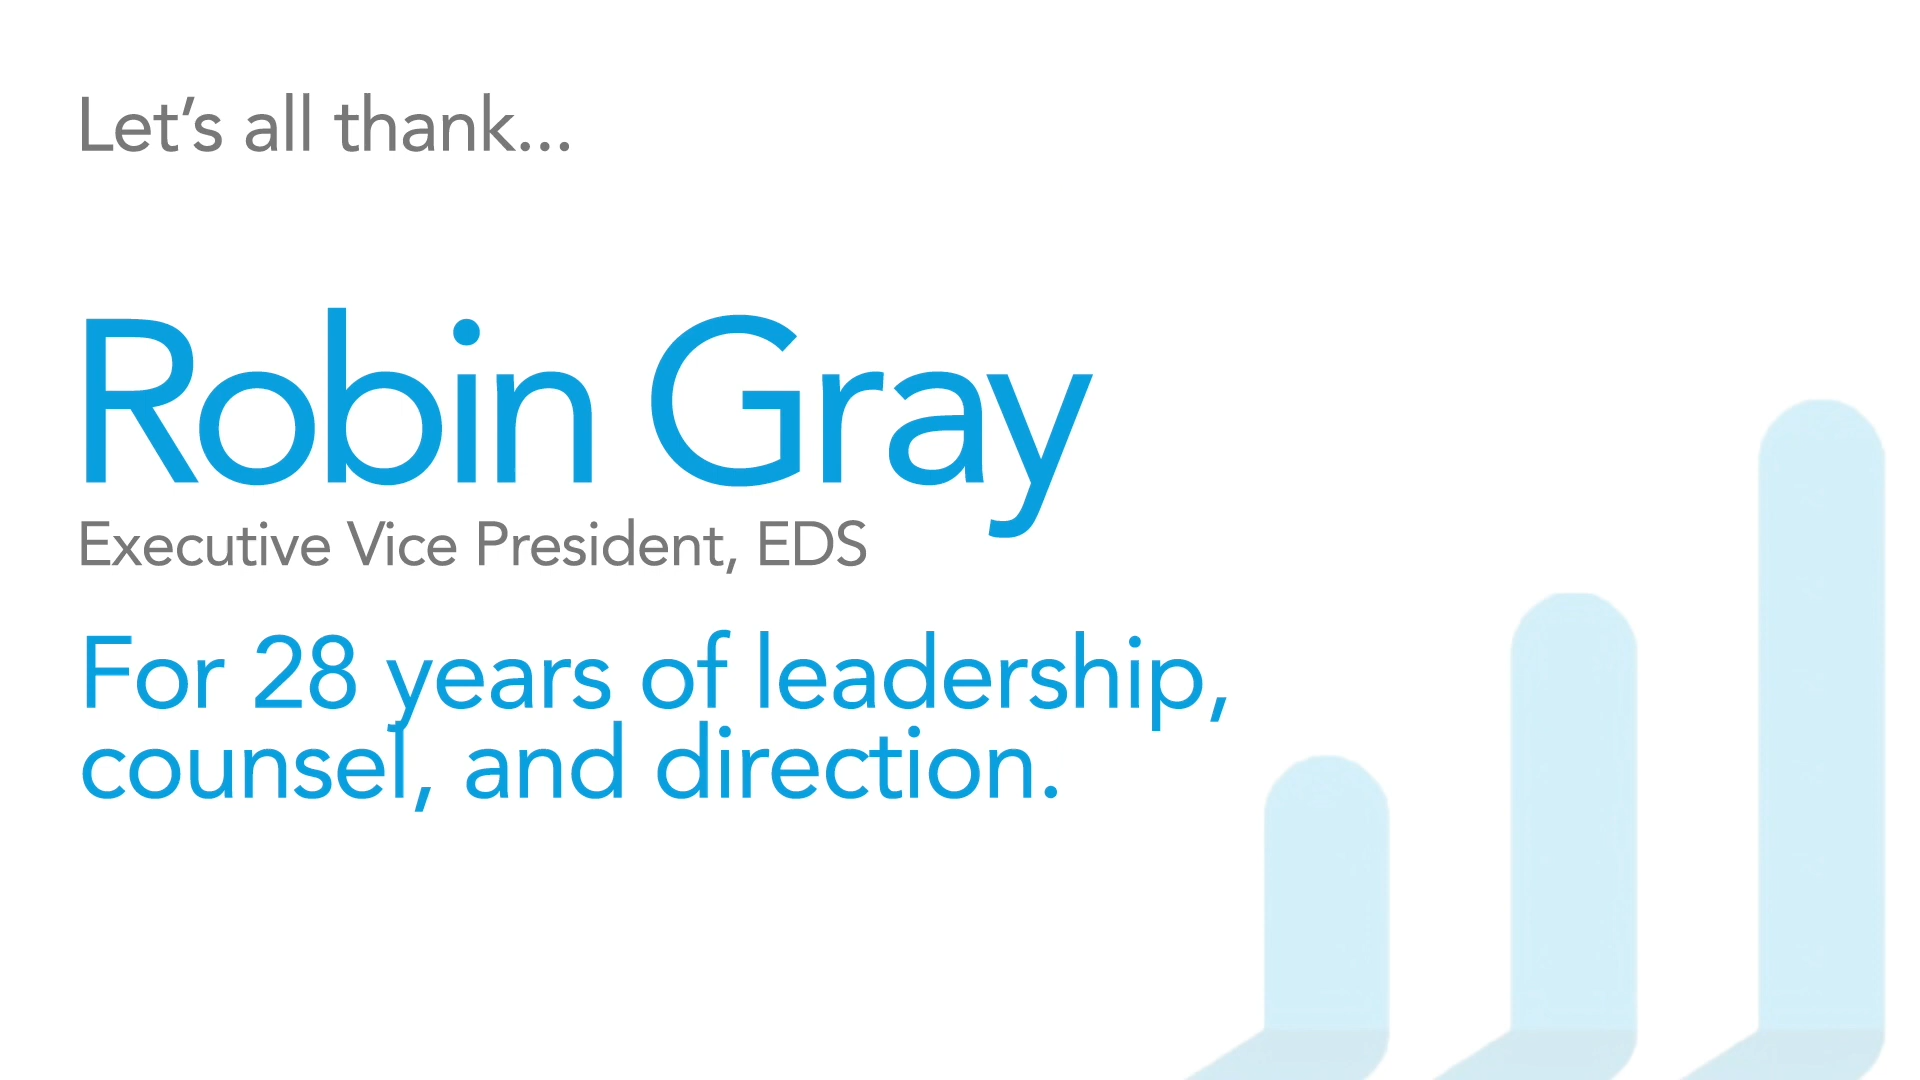 Let’s all thank...
Robin Gray
Executive Vice President, EDS
For 28 years of leadership,
counsel, and direction.